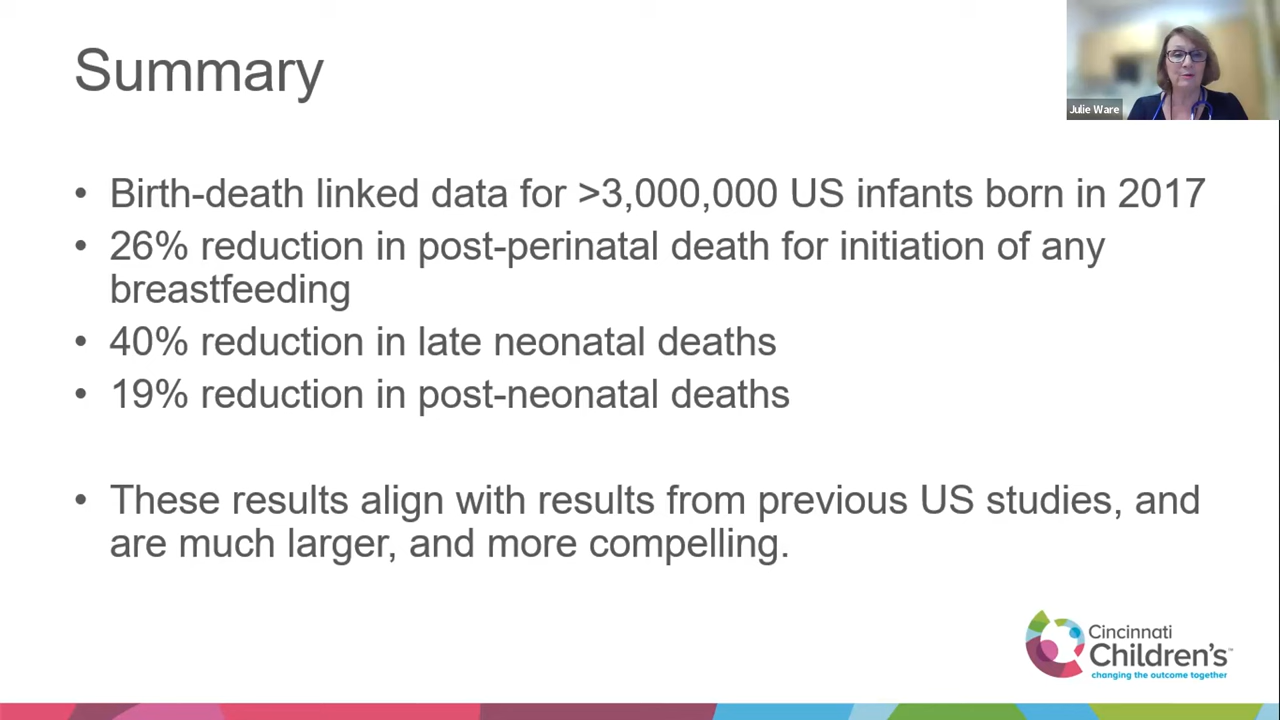 Summary
Julie Ware
• Birth-death linked data for >3,000,000 US infants born in 2017
• 26% reduction in post-perinatal death for initiation of any
breastfeeding
• 40% reduction in late neonatal deaths
• 19% reduction in post-neonatal deaths
• These results align with results from previous US studies, and
are much larger, and more compelling.
Cincinnati
Children's™
changing the outcome together